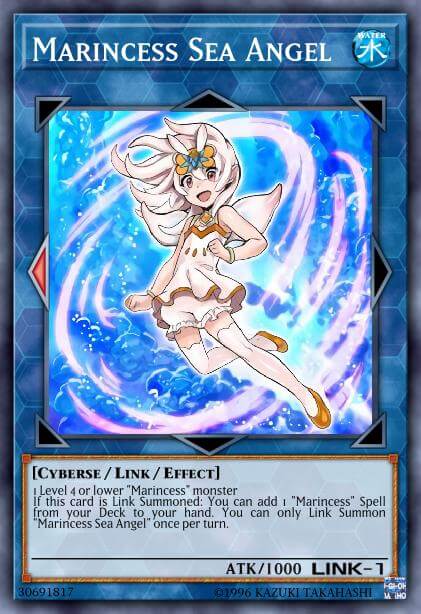 Marincess Sea Angel
WATER
水
[Cyberse / Link / Effect]
1 Level 4 or lower "Marincess" monster
If this card is Link Summoned: You can add 1 "Marincess" Spell
from your Deck to your hand. You can only Link Summon
"Marincess Sea Angel" once per turn.
ATK/1000 LINK-1
30691817
©1996 KAZUKI TAKAHASHI